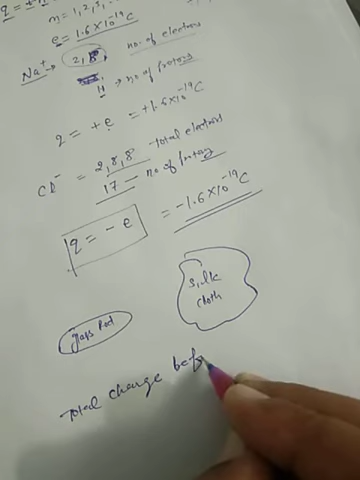 n = 1, 2, 3,
e = 1.6 × 10⁻¹⁹ C
Na⁺ → 2, 8 no. of electrons
11 → no of protons
q = + e = +1.6 × 10⁻¹⁹ C
Cl⁻ = 2, 8, 8 - total electrons
17 — no of protons
q = - e = -1.6 × 10⁻¹⁹ C
silk
cloth
glass Rod
Total charge bef